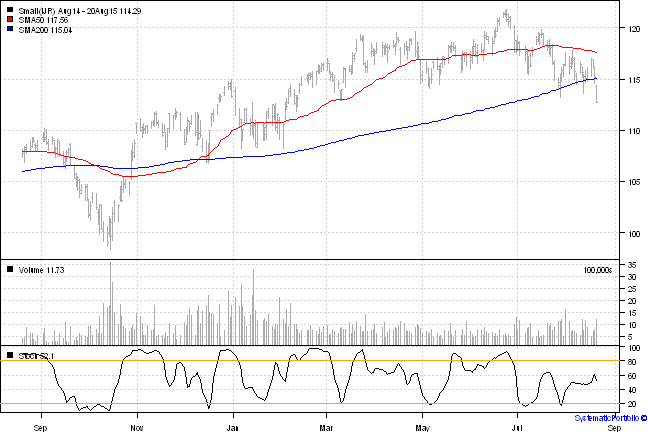 Small(IJR) Aug14 - 20Aug15 114.29
SMA50 117.56
SMA200 115.04
120
115
110
105
100
Volume 11.73
100,000s
35
30
25
20
15
10
5
52.1
100
80
60
40
20
Sep
Nov
Jan
Mar
May
Jul
Sep
SystematicPortfolio ©